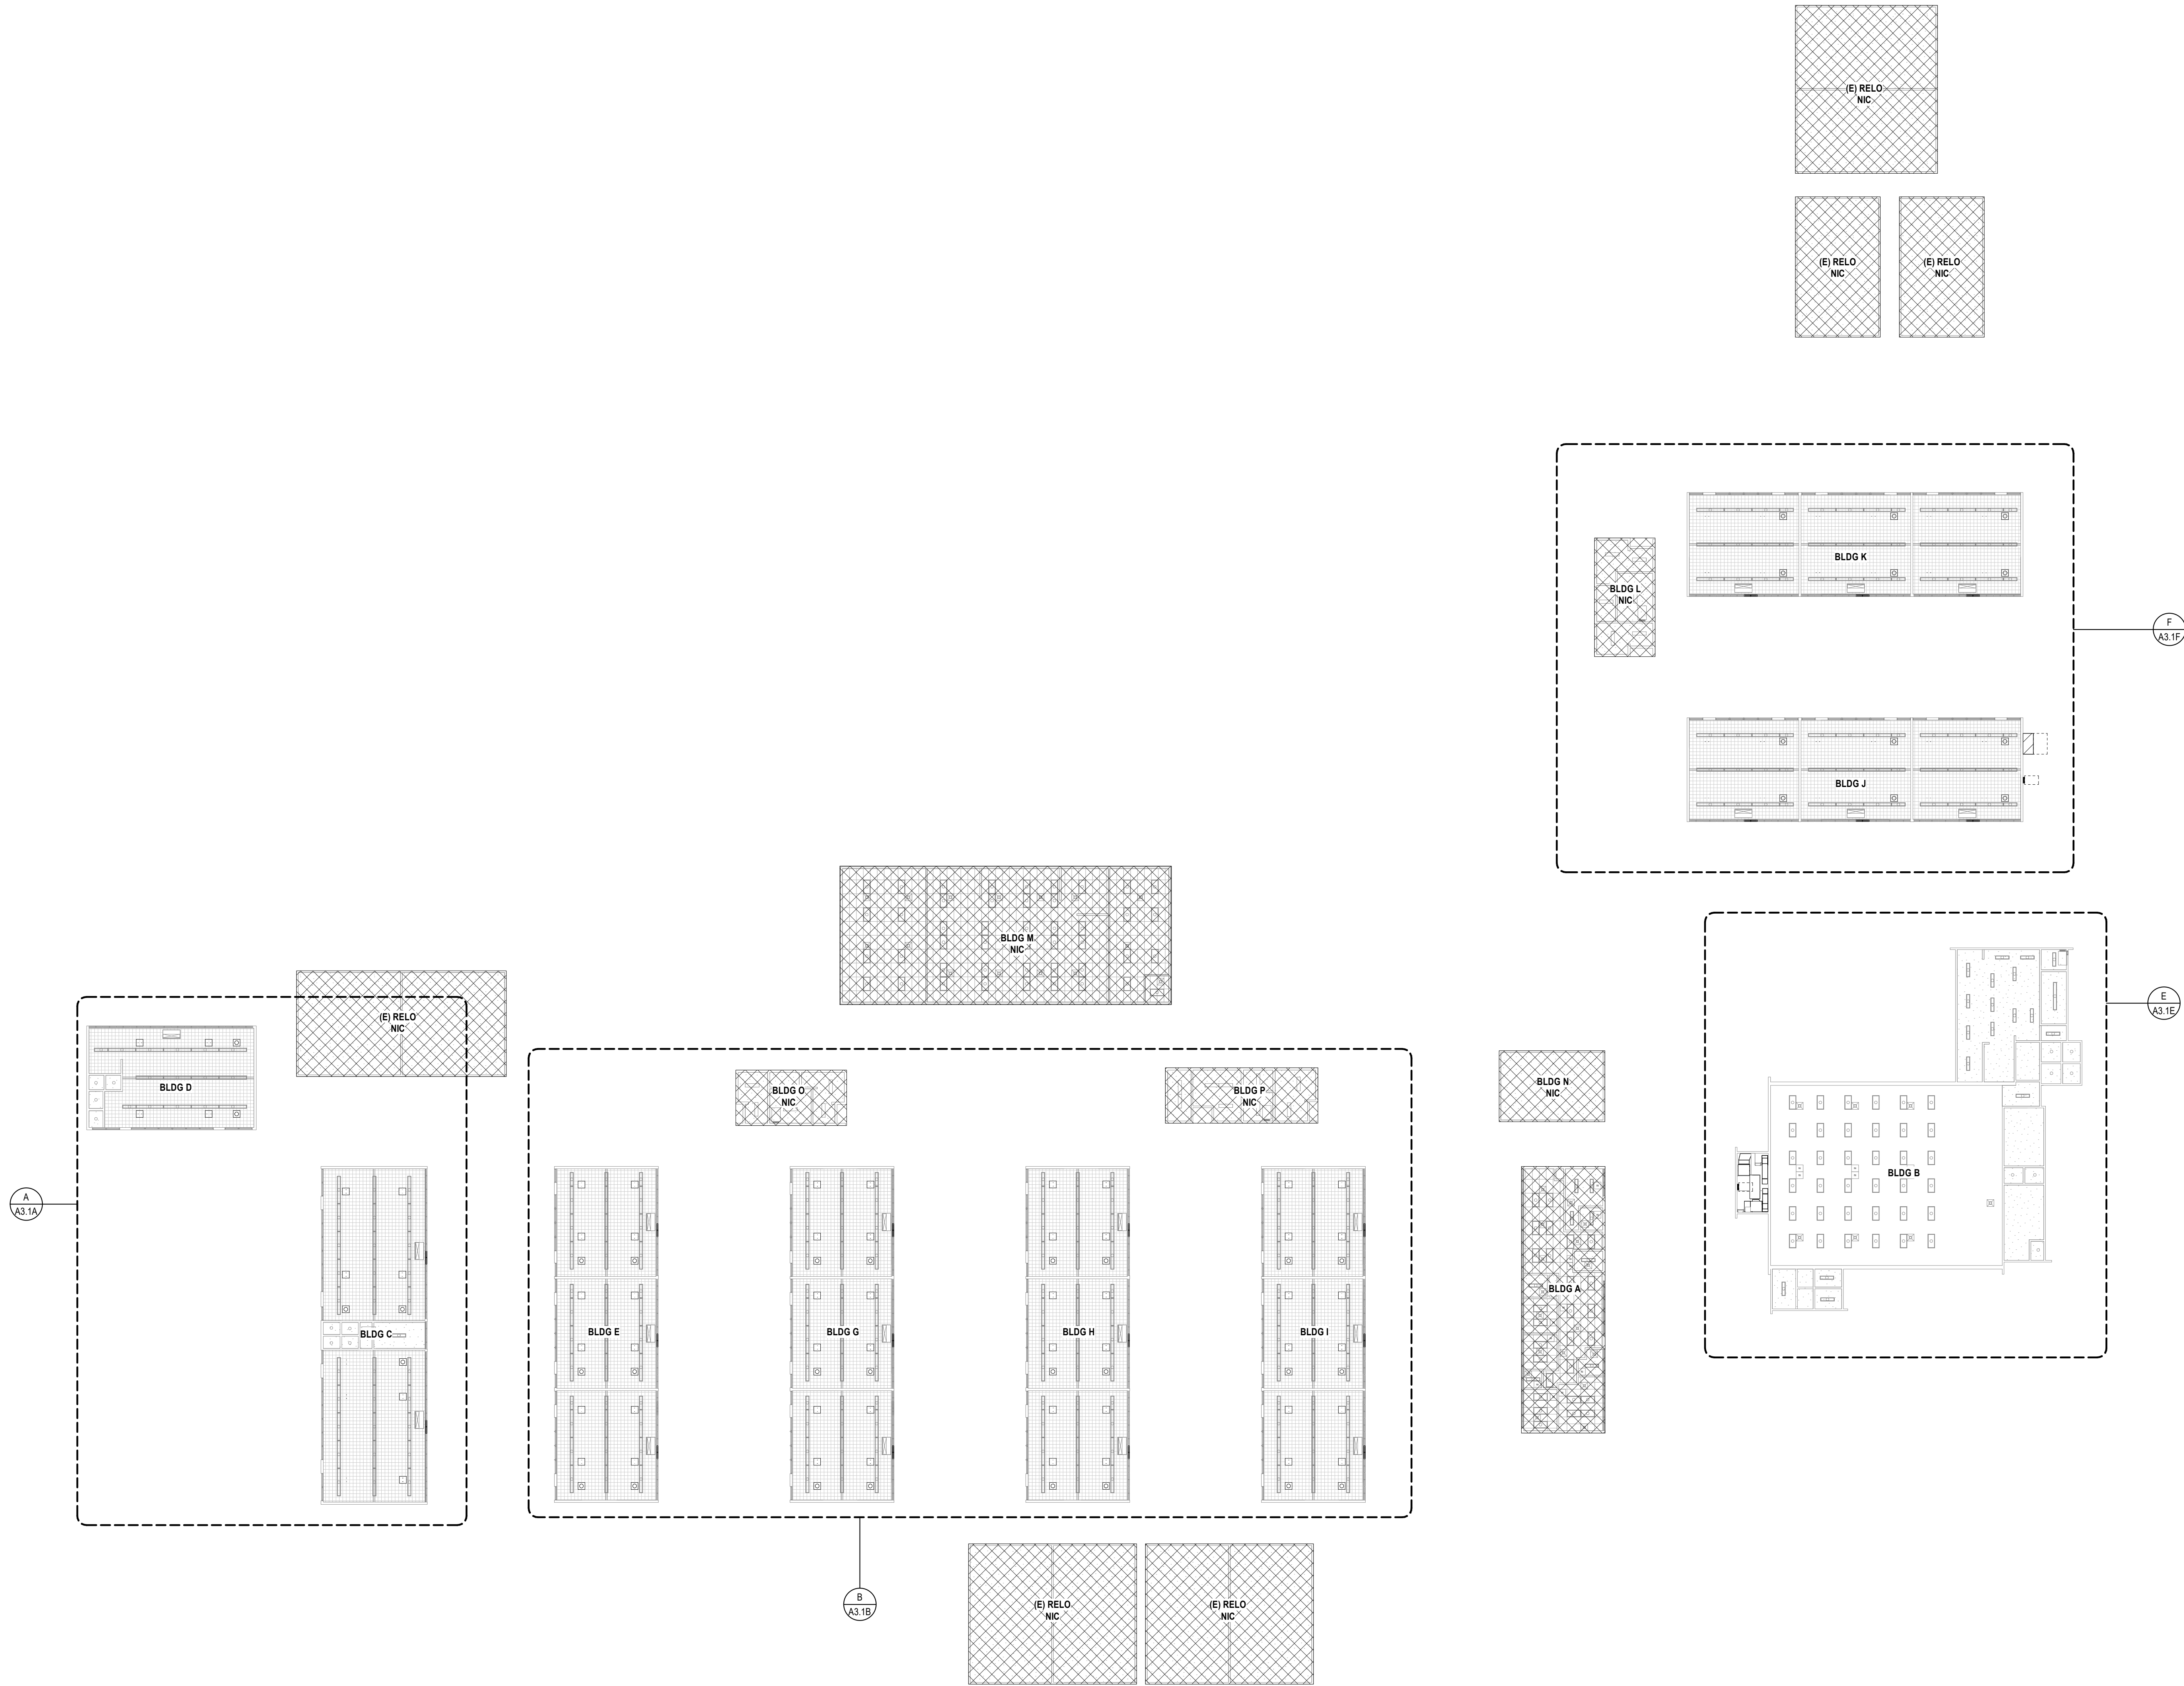 (E) RELO
NIC
(E) RELO
NIC
(E) RELO
NIC
BLDG K
BLDG L
NIC
F
A3.1F
BLDG J
BLDG M
NIC
E
A3.1E
(E) RELO
NIC
BLDG D
BLDG O
NIC
BLDG P
NIC
BLDG N
NIC
BLDG B
A
A3.1A
BLDG A
BLDG C
BLDG E
BLDG G
BLDG H
BLDG I
B
A3.1B
(E) RELO
NIC
(E) RELO
NIC